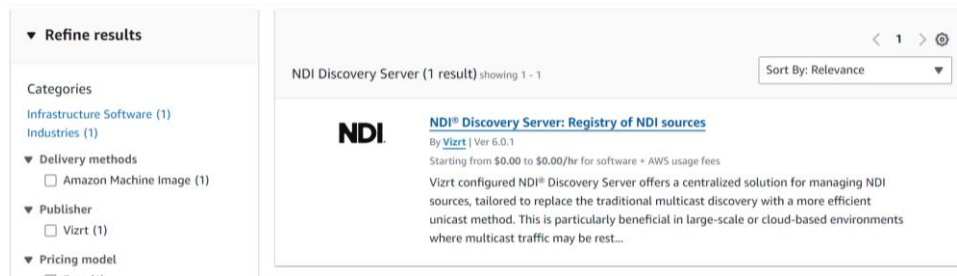 Refine results
Categories
Infrastructure Software (1)
Industries (1)
Delivery methods
Amazon Machine Image (1)
Publisher
Vizrt (1)
Pricing model
1
NDI Discovery Server (1 result) showing 1 - 1
Sort By: Relevance
NDI.
NDI® Discovery Server: Registry of NDI sources
By Vizrt | Ver 6.0.1
Starting from $0.00 to $0.00/hr for software + AWS usage fees
Vizrt configured NDI® Discovery Server offers a centralized solution for managing NDI
sources, tailored to replace the traditional multicast discovery with a more efficient
unicast method. This is particularly beneficial in large-scale or cloud-based environments
where multicast traffic may be rest...